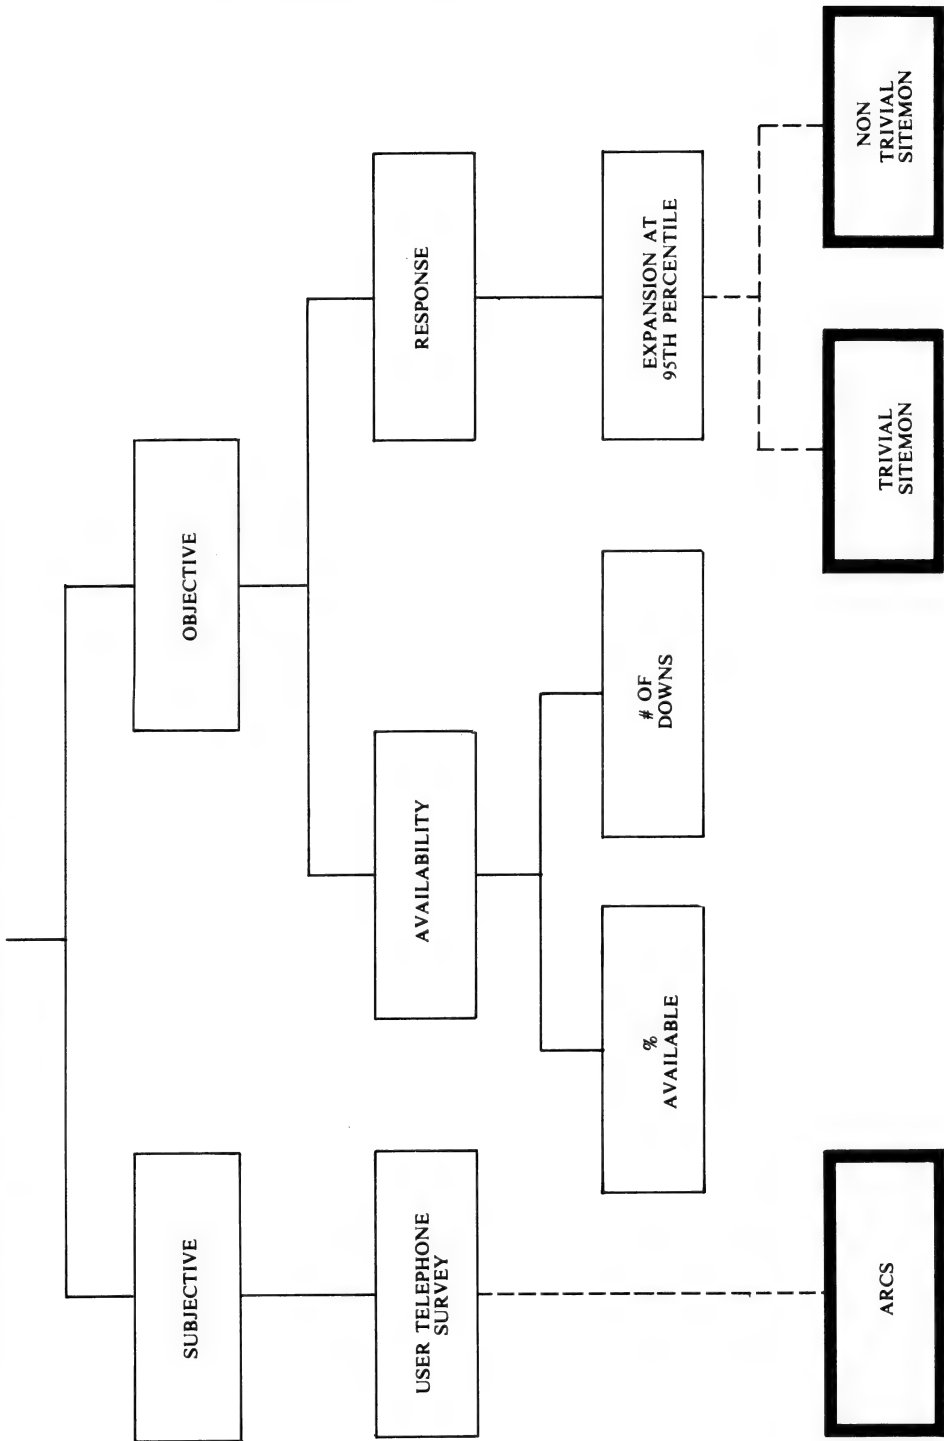 SUBJECTIVE
OBJECTIVE
USER TELEPHONE
SURVEY
AVAILABILITY
RESPONSE
%
AVAILABLE
# OF
DOWNS
EXPANSION AT
95TH PERCENTILE
ARCS
TRIVIAL
SITEMON
NON
TRIVIAL
SITEMON